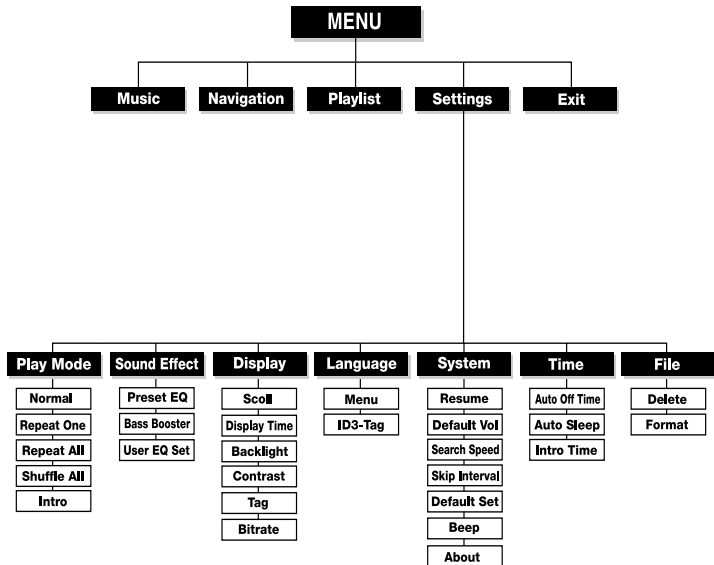 MENU
Music
Navigation
Playlist
Settings
Exit
Play Mode
Normal
Repeat One
Repeat All
Shuffle All
Intro
Sound Effect
Preset EQ
Bass Booster
User EQ Set
Display
Scoll
Display Time
Backlight
Contrast
Tag
Bitrate
Language
Menu
ID3-Tag
System
Resume
Default Vol
Search Speed
Skip Interval
Default Set
Beep
About
Time
Auto Off Time
Auto Sleep
Intro Time
File
Delete
Format